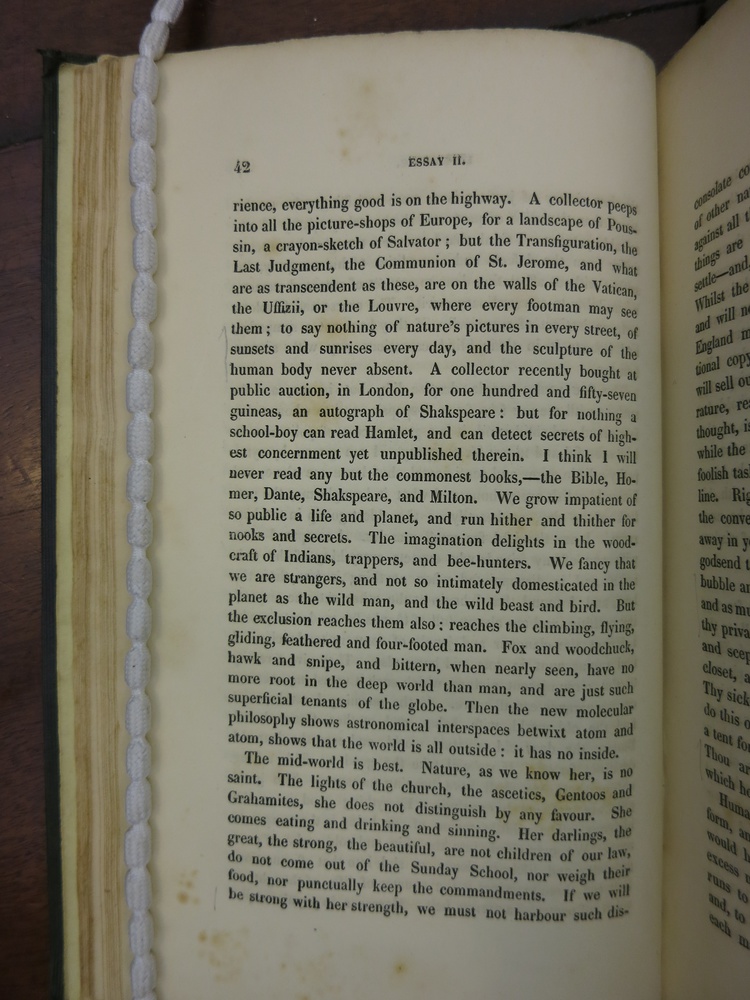 42
ESSAY II.
rience, everything good is on the highway. A collector peeps
into all the picture-shops of Europe, for a landscape of Pous-
sin, a crayon-sketch of Salvator ; but the Transfiguration, the
Last Judgment, the Communion of St. Jerome, and what
are as transcendent as these, are on the walls of the Vatican,
the Uffizii, or the Louvre, where every footman may see
them ; to say nothing of nature's pictures in every street, of
sunsets and sunrises every day, and the sculpture of the
human body never absent. A collector recently bought at
public auction, in London, for one hundred and fifty-seven
guineas, an autograph of Shakspeare : but for nothing a
school-boy can read Hamlet, and can detect secrets of high-
est concernment yet unpublished therein. I think I will
never read any but the commonest books,—the Bible, Ho-
mer, Dante, Shakspeare, and Milton. We grow impatient of
so public a life and planet, and run hither and thither for
nooks and secrets. The imagination delights in the wood-
craft of Indians, trappers, and bee-hunters. We fancy that
we are strangers, and not so intimately domesticated in the
planet as the wild man, and the wild beast and bird. But
the exclusion reaches them also : reaches the climbing, flying,
gliding, feathered and four-footed man. Fox and woodchuck,
hawk and snipe, and bittern, when nearly seen, have no
more root in the deep world than man, and are just such
superficial tenants of the globe. Then the new molecular
philosophy shows astronomical interspaces betwixt atom and
atom, shows that the world is all outside : it has no inside.
The mid-world is best. Nature, as we know her, is no
saint. The lights of the church, the ascetics, Gentoos and
Grahamites, she does not distinguish by any favour. She
comes eating and drinking and sinning. Her darlings, the
great, the strong, the beautiful, are not children of our law,
do not come out of the Sunday School, nor weigh their
food, nor punctually keep the commandments. If we will
be strong with her strength, we must not harbour such dis-
consolate
of other
against all
things are
settle—and,
Whilst the
and will
England
tional copy
will sell
thought,
while the
foolish
line.
the
away in
godsend
bubble
and as
thy
and
closet,
Thy sick
do this
a tent for
Thou
which
form,
would
excess
runs to
and, to
each